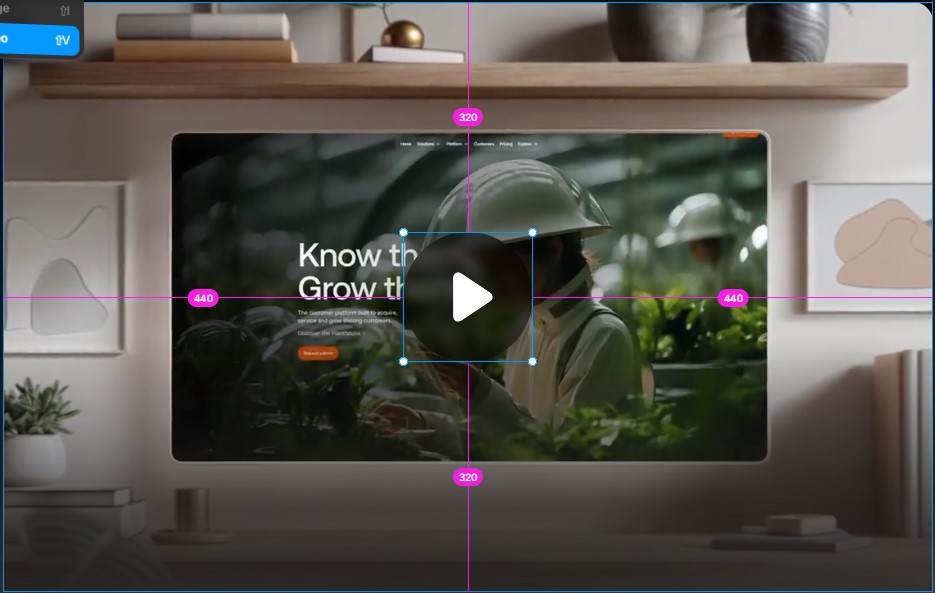 ge ⇧I
o ⇧V
320
Home Solutions Platform Customers Pricing Explore
Know th
Grow th
440
440
The customer platform built to acquire,
service and grow lifelong customers.
Discover the
Request a demo
320